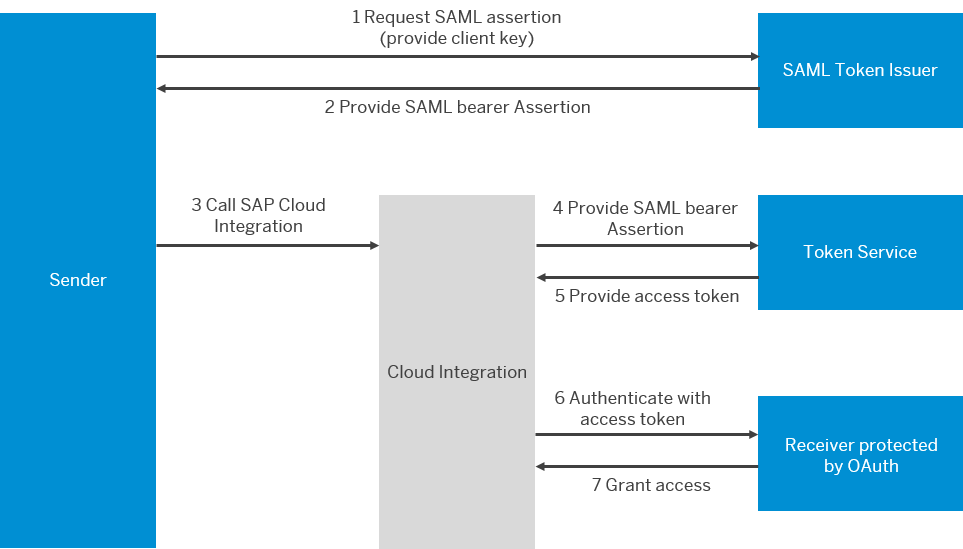 1 Request SAML assertion
(provide client key)
SAML Token Issuer
2 Provide SAML bearer Assertion
3 Call SAP Cloud
Integration
4 Provide SAML bearer
Assertion
Token Service
Sender
5 Provide access token
Cloud Integration
6 Authenticate with
access token
Receiver protected
by OAuth
7 Grant access